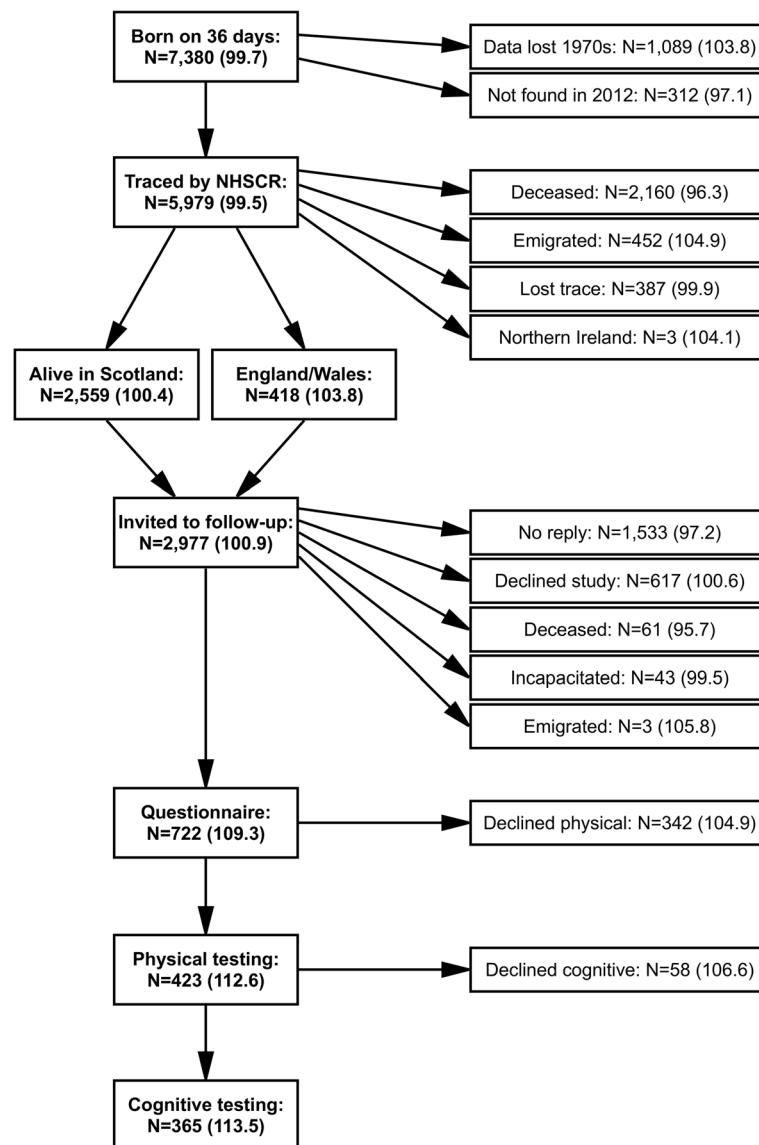 Born on 36 days:
N=7,380 (99.7)
Data lost 1970s: N=1,089 (103.8)
Not found in 2012: N=312 (97.1)
Traced by NHSCR:
N=5,979 (99.5)
Deceased: N=2,160 (96.3)
Emigrated: N=452 (104.9)
Lost trace: N=387 (99.9)
Northern Ireland: N=3 (104.1)
Alive in Scotland:
N=2,559 (100.4)
England/Wales:
N=418 (103.8)
Invited to follow-up:
N=2,977 (100.9)
No reply: N=1,533 (97.2)
Declined study: N=617 (100.6)
Deceased: N=61 (95.7)
Incapacitated: N=43 (99.5)
Emigrated: N=3 (105.8)
Questionnaire:
N=722 (109.3)
Declined physical: N=342 (104.9)
Physical testing:
N=423 (112.6)
Declined cognitive: N=58 (106.6)
Cognitive testing:
N=365 (113.5)